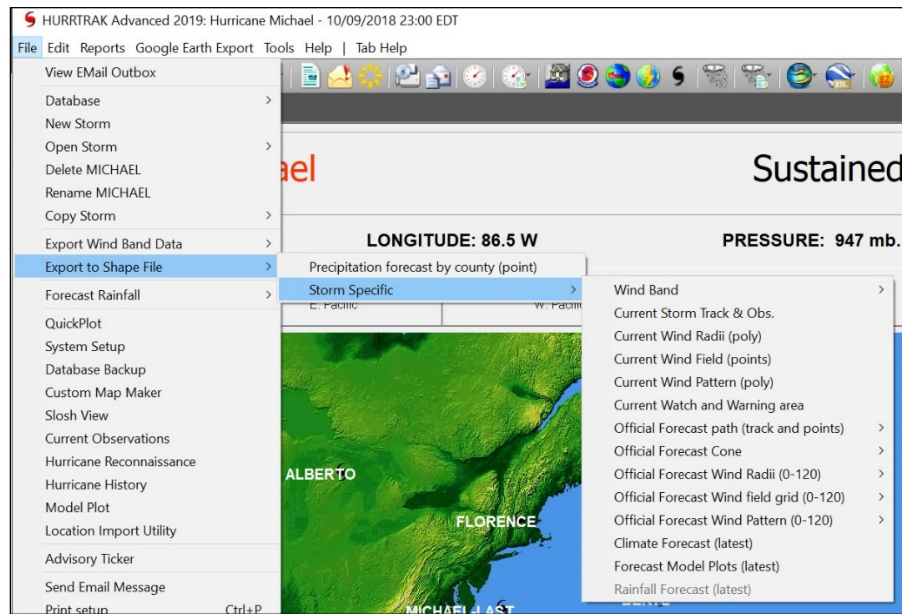 HURRTRAK Advanced 2019: Hurricane Michael - 10/09/2018 23:00 EDT
File Edit Reports Google Earth Export Tools Help | Tab Help
View EMail Outbox
Database
New Storm
Open Storm
Delete MICHAEL
Rename MICHAEL
Copy Storm
Export Wind Band Data
Export to Shape File
Forecast Rainfall
QuickPlot
System Setup
Database Backup
Custom Map Maker
Slosh View
Current Observations
Hurricane Reconnaissance
Hurricane History
Model Plot
Location Import Utility
Advisory Ticker
Send Email Message
Print setup Ctrl+P
ael
Sustained
LONGITUDE: 86.5 W
PRESSURE: 947 mb.
Precipitation forecast by county (point)
Storm Specific
E. Pacific
Wind Band
Current Storm Track & Obs.
Current Wind Radii (poly)
Current Wind Field (points)
Current Wind Pattern (poly)
Current Watch and Warning area
Official Forecast path (track and points)
Official Forecast Cone
Official Forecast Wind Radii (0-120)
Official Forecast Wind field grid (0-120)
Official Forecast Wind Pattern (0-120)
Climate Forecast (latest)
Forecast Model Plots (latest)
Rainfall Forecast (latest)
ALBERTO
FLORENCE
MICHAEL-LAST